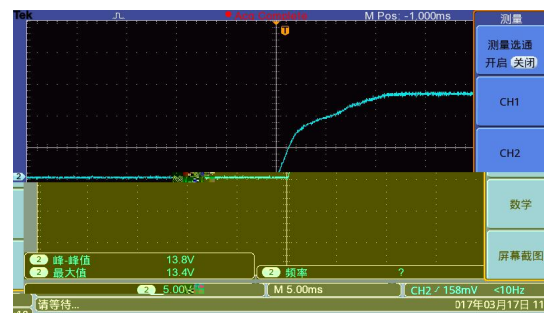 Tek M Pos: -1.000ms 测量
测量选通
开启 关闭
CH1
CH2
数学
屏幕截图
2 峰-峰值 13.8V
2 最大值 13.4V
2 频率 ?
2 5.00V M 5.00ms CH2 158mV <10Hz
请等待... 017年03月17日 11